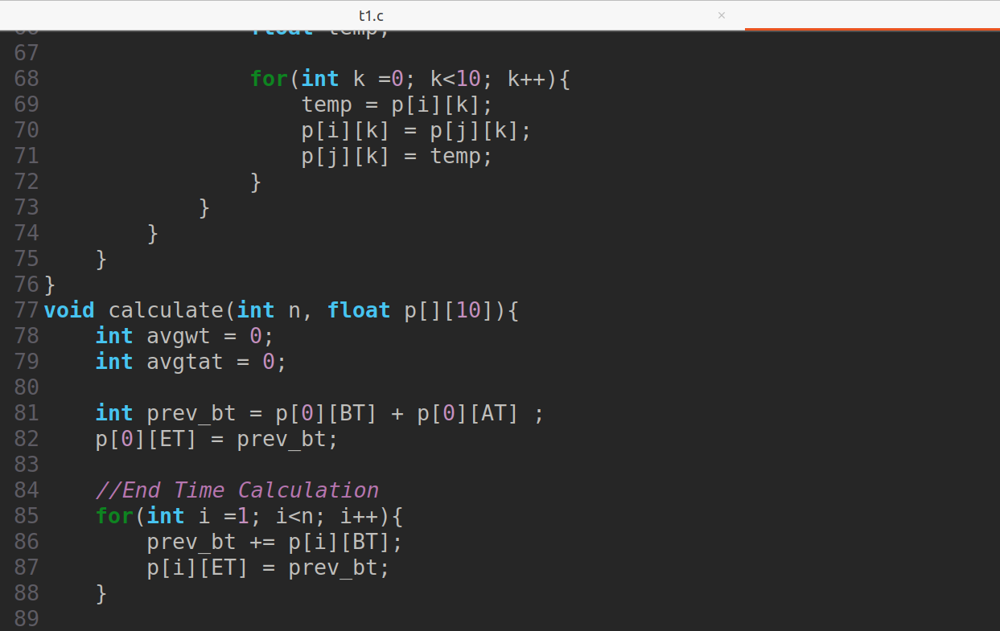 t1.c ×
66 float temp;
67
68 for(int k =0; k<10; k++){
69 temp = p[i][k];
70 p[i][k] = p[j][k];
71 p[j][k] = temp;
72 }
73 }
74 }
75 }
76 }
77 void calculate(int n, float p[][10]){
78 int avgwt = 0;
79 int avgtat = 0;
80
81 int prev_bt = p[0][BT] + p[0][AT] ;
82 p[0][ET] = prev_bt;
83
84 //End Time Calculation
85 for(int i =1; i<n; i++){
86 prev_bt += p[i][BT];
87 p[i][ET] = prev_bt;
88 }
89